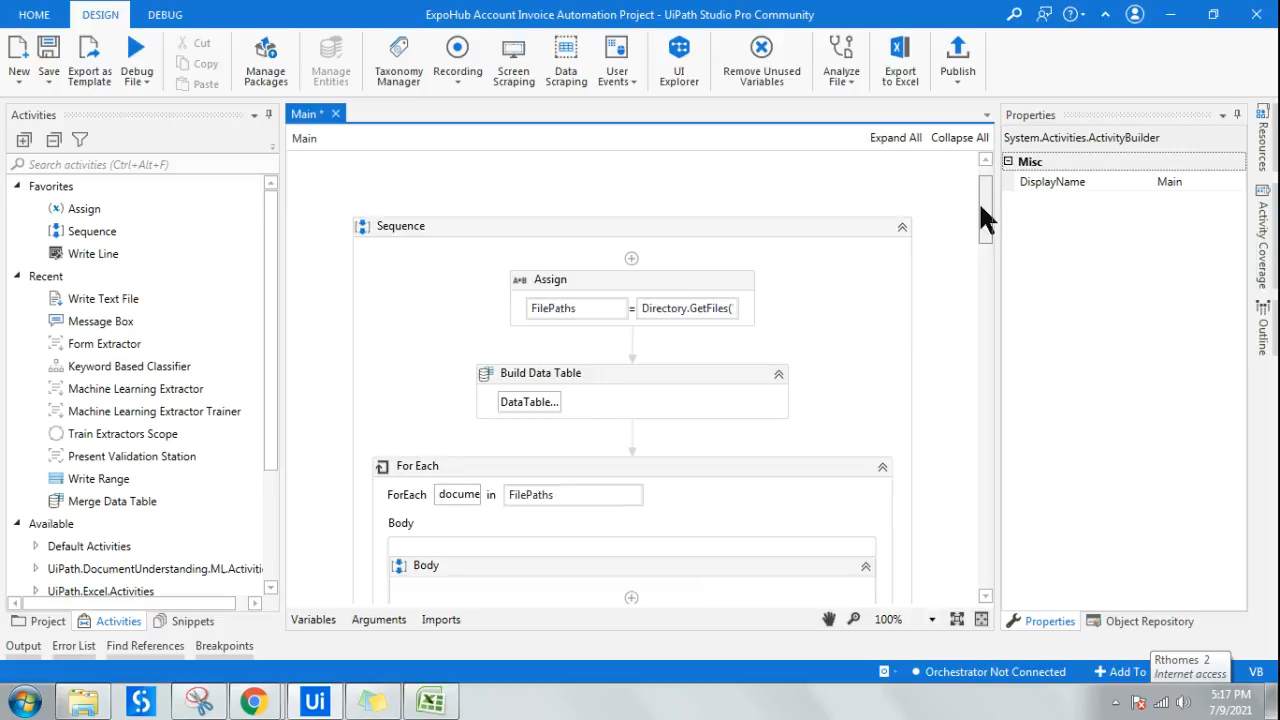 HOME
DESIGN
DEBUG
ExpoHub Account Invoice Automation Project - UiPath Studio Pro Community
New
Save
Export as Template
Debug File
Cut
Copy
Paste
Manage Packages
Manage Entities
Taxonomy Manager
Recording
Screen Scraping
Data Scraping
User Events
UI Explorer
Remove Unused Variables
Analyze File
Export to Excel
Publish
Activities
Search activities (Ctrl+Alt+F)
Favorites
Assign
Sequence
Write Line
Recent
Write Text File
Message Box
Form Extractor
Keyword Based Classifier
Machine Learning Extractor
Machine Learning Extractor Trainer
Train Extractors Scope
Present Validation Station
Write Range
Merge Data Table
Available
Default Activities
UiPath.DocumentUnderstanding.ML.Activiti
UiPath.Excel.Activities
Project
Activities
Snippets
Main *
Main
Expand All
Collapse All
Sequence
A+B Assign
FilePaths = Directory.GetFiles(
Build Data Table
DataTable...
For Each
ForEach docume in FilePaths
Body
Body
Variables
Arguments
Imports
100%
Properties
System.Activities.ActivityBuilder
Misc
DisplayName Main
Properties
Object Repository
Resources
Activity Coverage
Outline
Output
Error List
Find References
Breakpoints
Orchestrator Not Connected
Add To
VB
Rthomes 2
Internet access
Ui
5:17 PM
7/9/2021